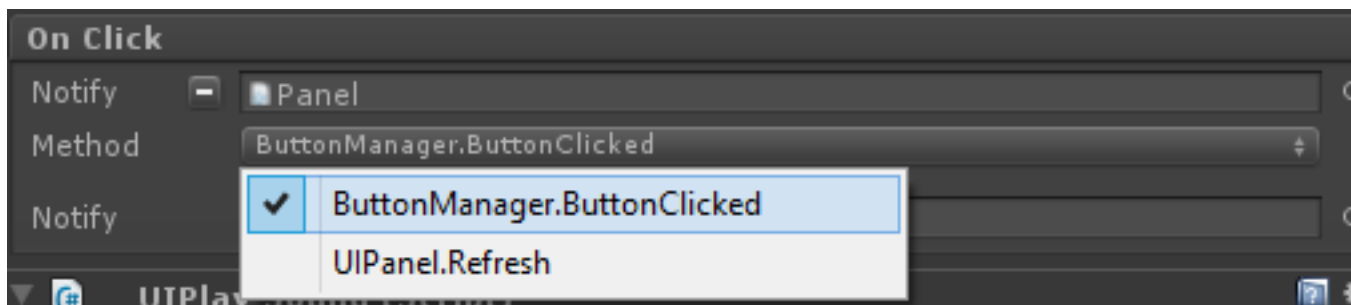 On Click
Notify Panel
Method ButtonManager.ButtonClicked
ButtonManager.ButtonClicked
Notify
UIPanel.Refresh